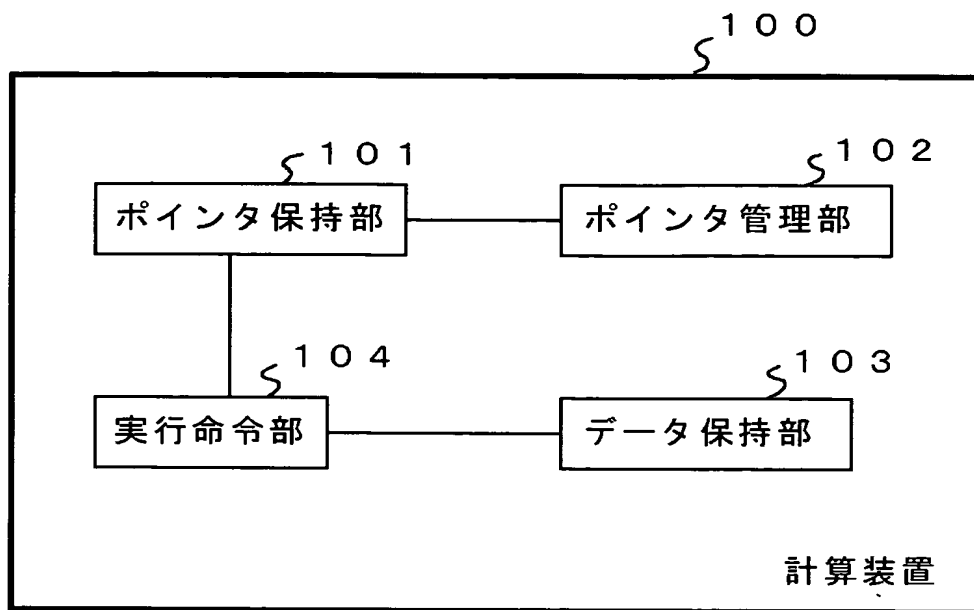 １００
１０１
ポインタ保持部
１０２
ポインタ管理部
１０４
実行命令部
１０３
データ保持部
計算装置